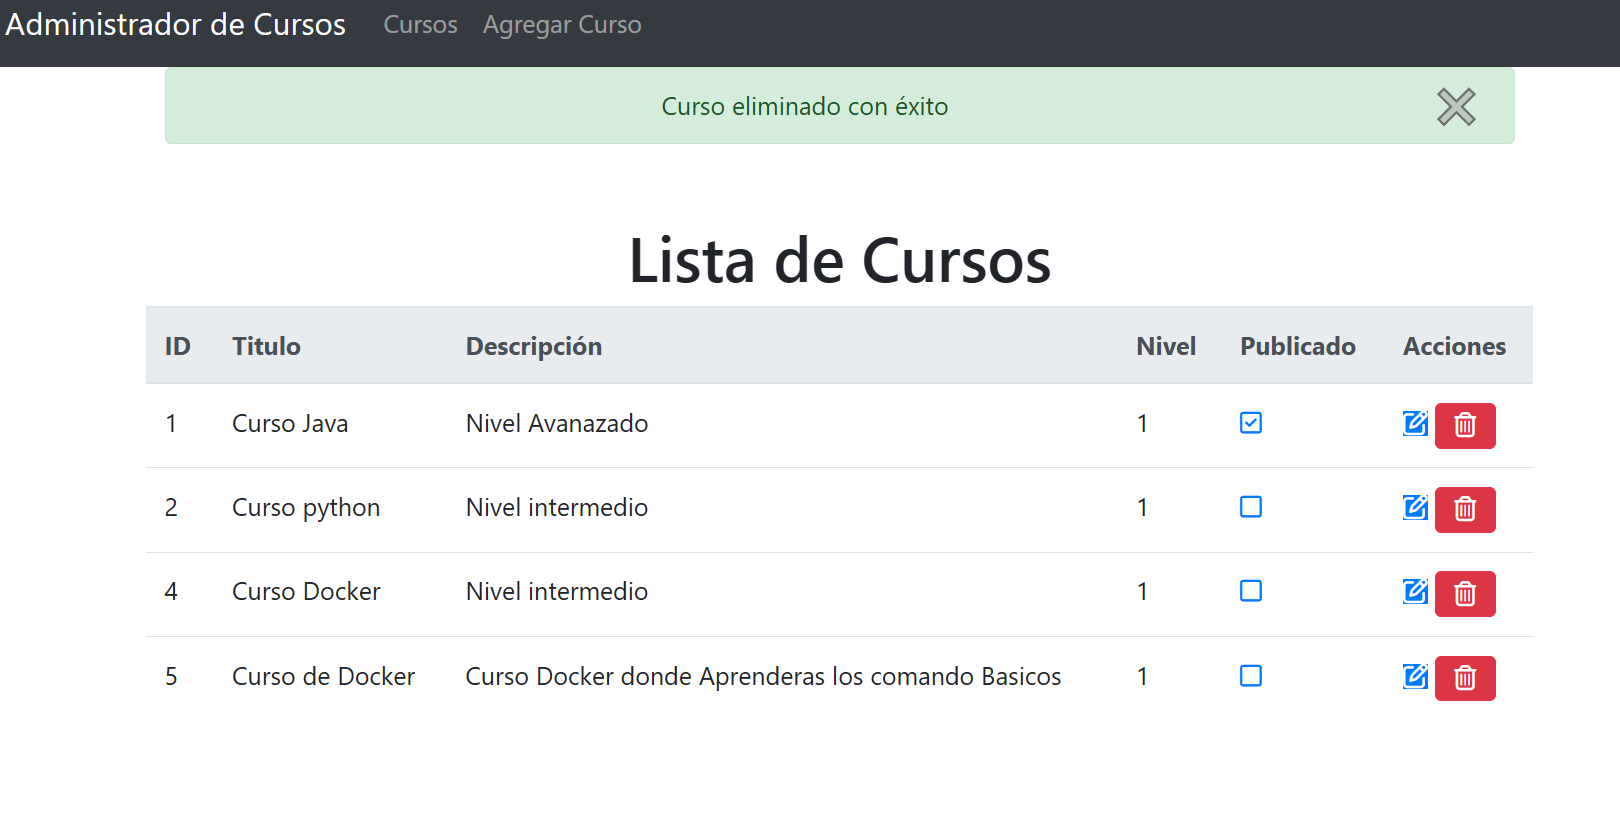 Administrador de Cursos Cursos Agregar Curso
Curso eliminado con éxito
Lista de Cursos
ID Titulo Descripción Nivel Publicado Acciones
1 Curso Java Nivel Avanazado 1
2 Curso python Nivel intermedio 1
4 Curso Docker Nivel intermedio 1
5 Curso de Docker Curso Docker donde Aprenderas los comando Basicos 1